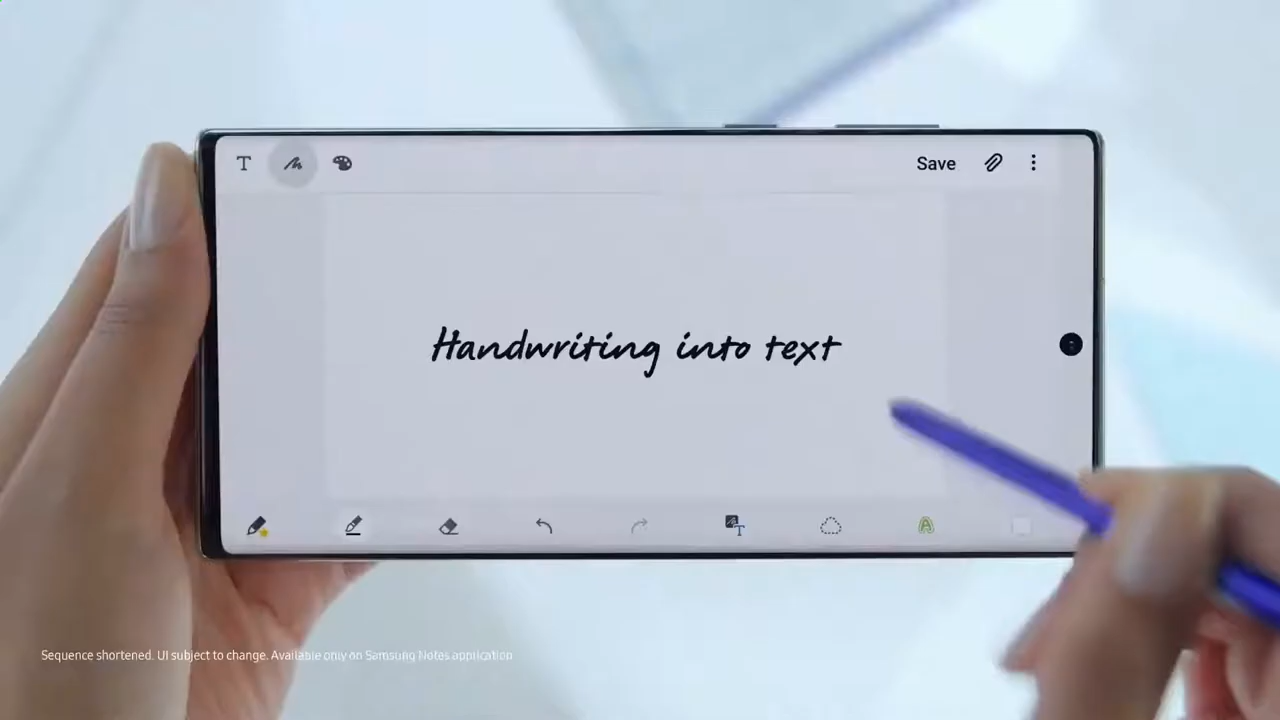 T
Save
Handwriting into text
T
A
Sequence shortened. UI subject to change. Available only on Samsung Notes application